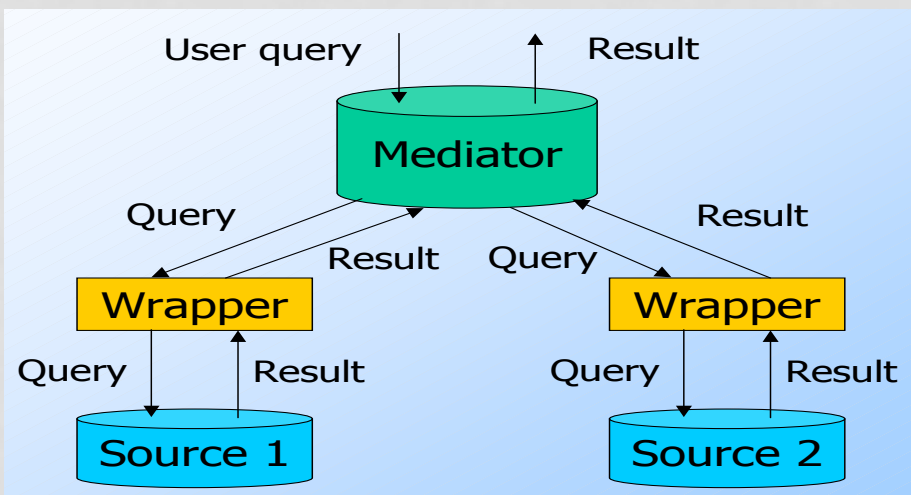 User query
Result
Mediator
Query
Result
Result
Query
Wrapper
Wrapper
Query
Result
Query
Result
Source 1
Source 2